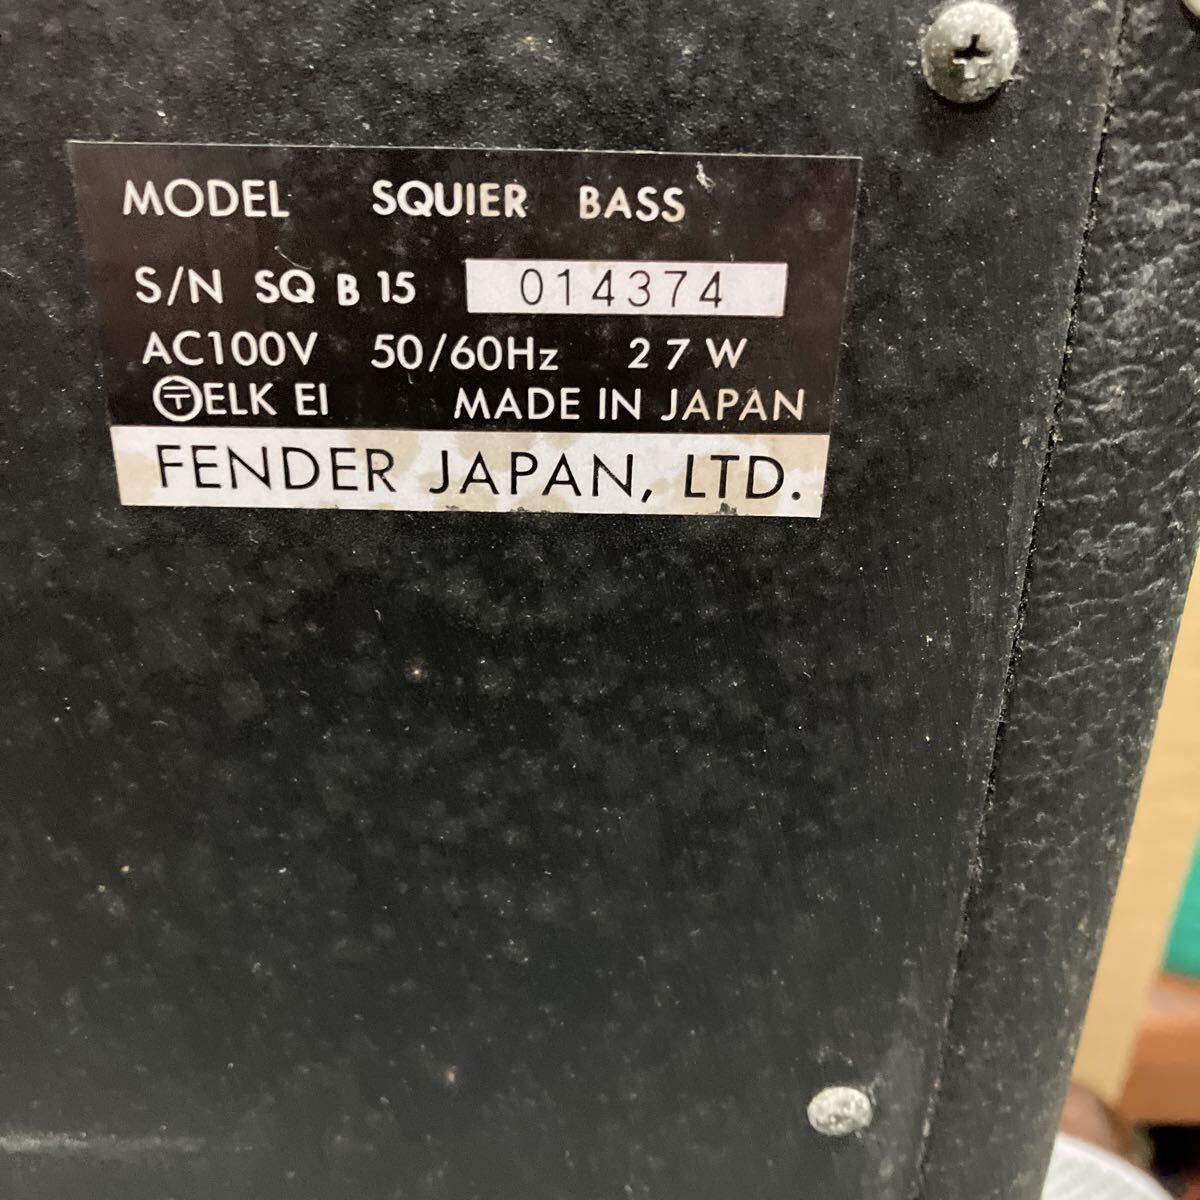 MODEL SQUIER BASS
S/N SQ B 15 014374
AC100V 50/60Hz 27W
〶ELK EI MADE IN JAPAN
FENDER JAPAN, LTD.